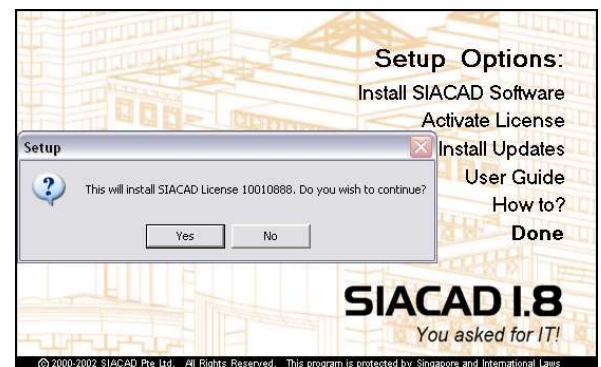 Setup Options:
Install SIACAD Software
Activate License
Install Updates
User Guide
How to?
Done
Setup
This will install SIACAD License 10010888. Do you wish to continue?
Yes
No
SIACAD 1.8
You asked for IT!
© 2000-2002 SIACAD Pte Ltd. All Rights Reserved. This program is protected by Singapore and International Laws